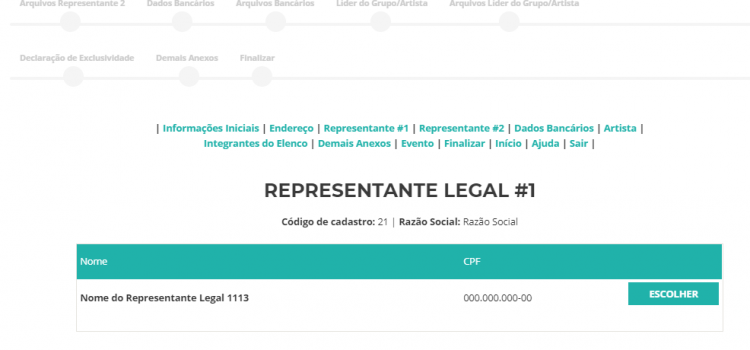 Arquivos Representante 2 Dados Bancários Arquivos Bancários Líder do Grupo/Artista Arquivos Líder do Grupo/Artista
Declaração de Exclusividade Demais Anexos Finalizar
| Informações Iniciais | Endereço | Representante #1 | Representante #2 | Dados Bancários | Artista |
Integrantes do Elenco | Demais Anexos | Evento | Finalizar | Início | Ajuda | Sair |
REPRESENTANTE LEGAL #1
Código de cadastro: 21 | Razão Social: Razão Social
Nome CPF
Nome do Representante Legal 1113 000.000.000-00 ESCOLHER